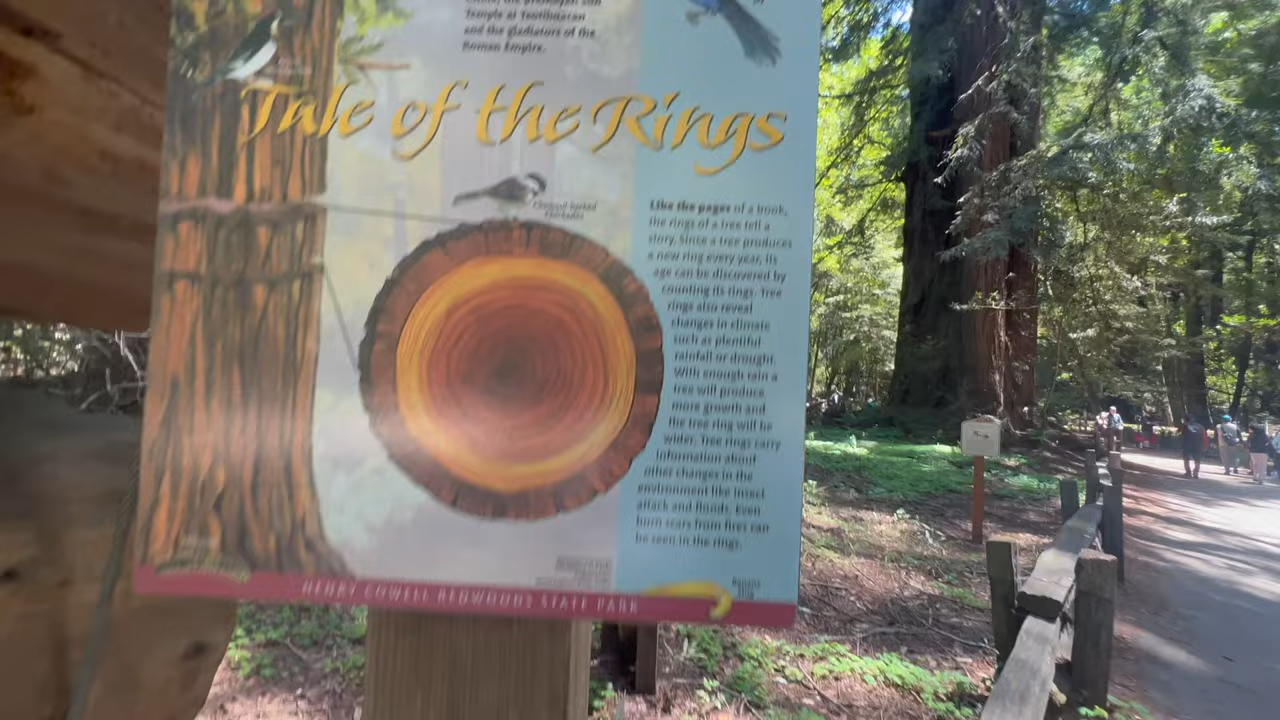 Temple at Teotihuacan
and the gladiators of the
Roman Empire.
Tale of the Rings
Chestnut-backed
Chickadee
Like the pages of a book,
the rings of a tree tell a
story. Since a tree produces
a new ring every year, its
age can be discovered by
counting its rings. Tree
rings also reveal
changes in climate
such as plentiful
rainfall or drought.
With enough rain a
tree will produce
more growth and
the tree ring will be
wider. Tree rings carry
information about
other changes in the
environment like insect
attack and floods. Even
burn scars from fires can
be seen in the rings.
Banana
Slug
HENRY COWELL REDWOODS STATE PARK